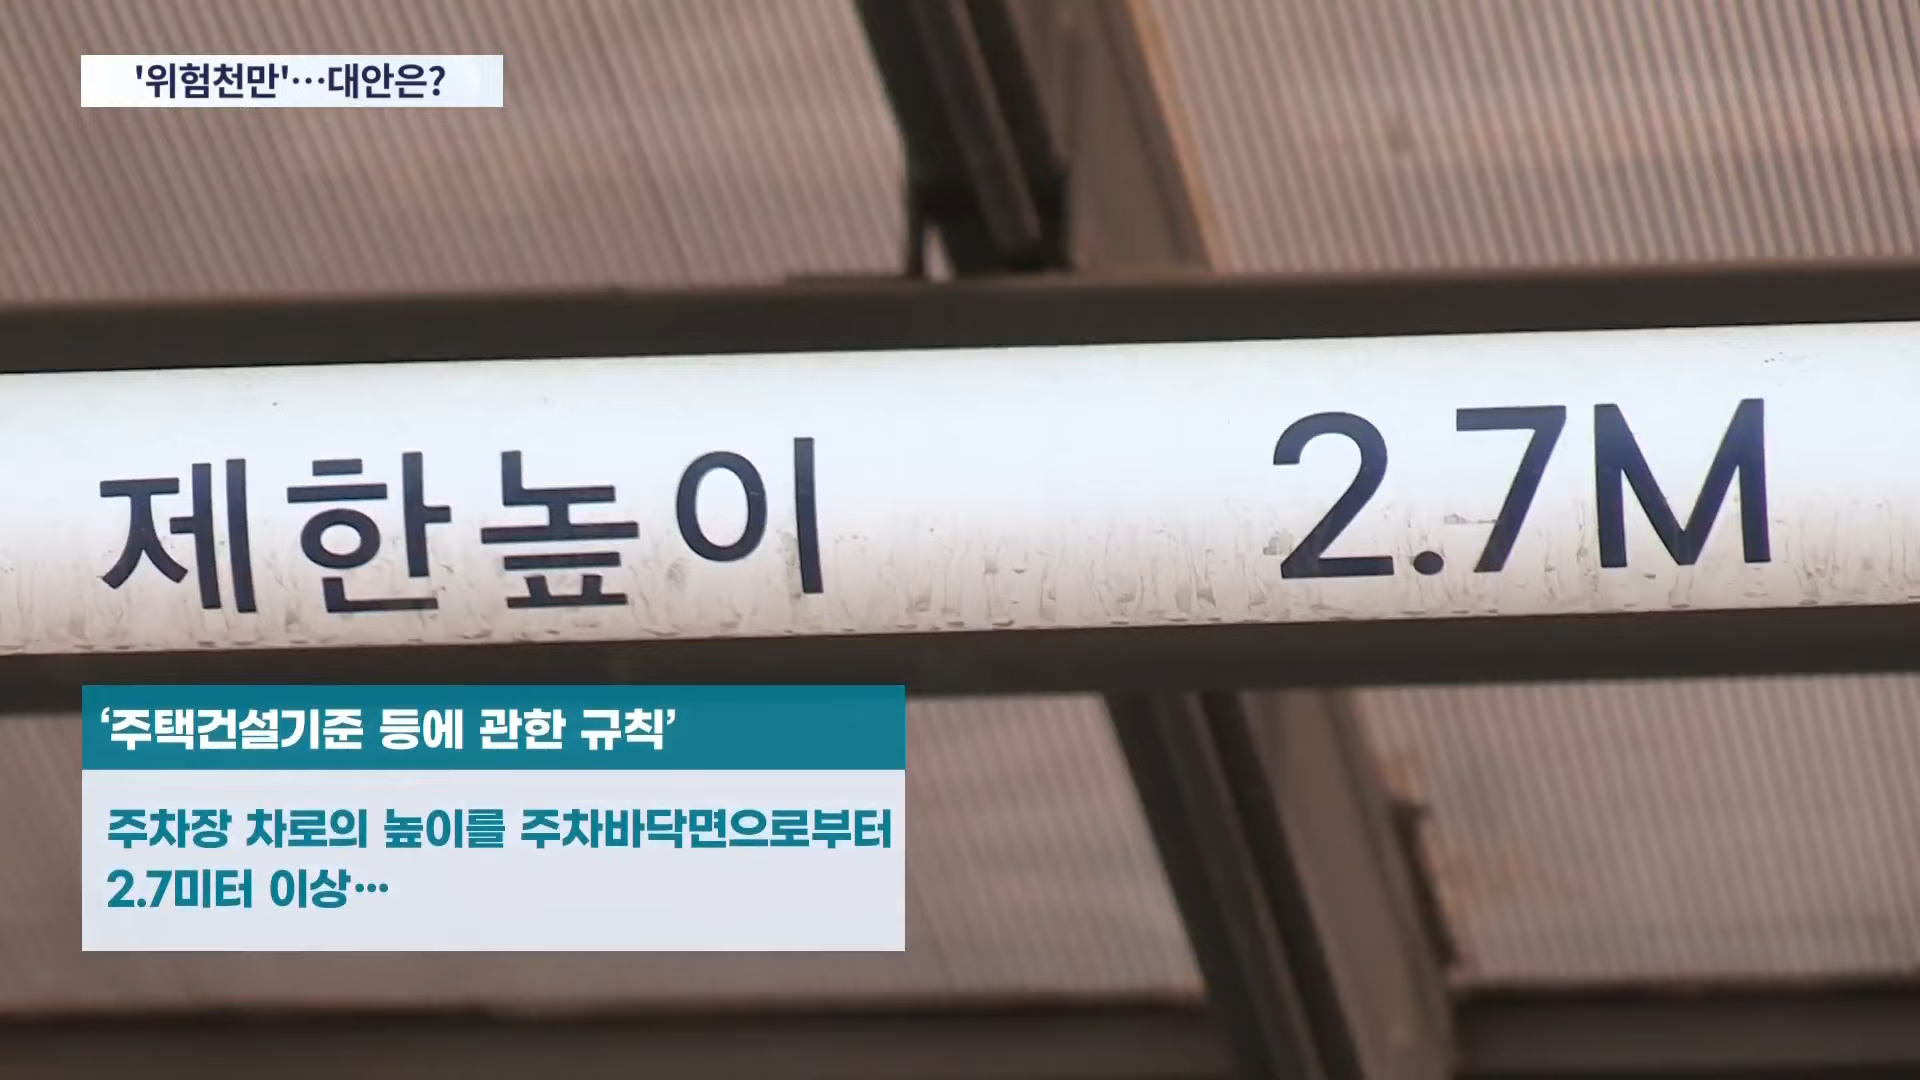 '위험천만'…대안은?
제한높이 2.7M
‘주택건설기준 등에 관한 규칙’
주차장 차로의 높이를 주차바닥면으로부터
2.7미터 이상…